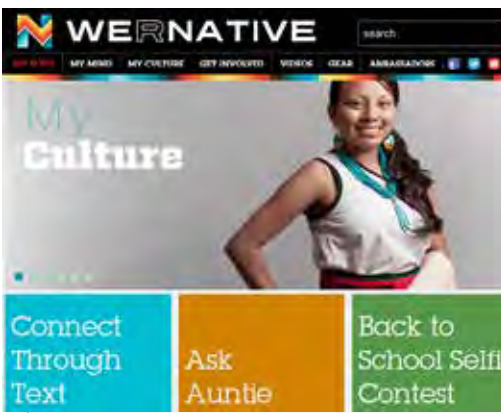 WERNATIVE
search
MY MIND MY CULTURE GET INVOLVED VIDEOS GEAR AMBASSADORS
My
Culture
Connect
Through
Text
Ask
Auntie
Back to
School Selfi
Contest